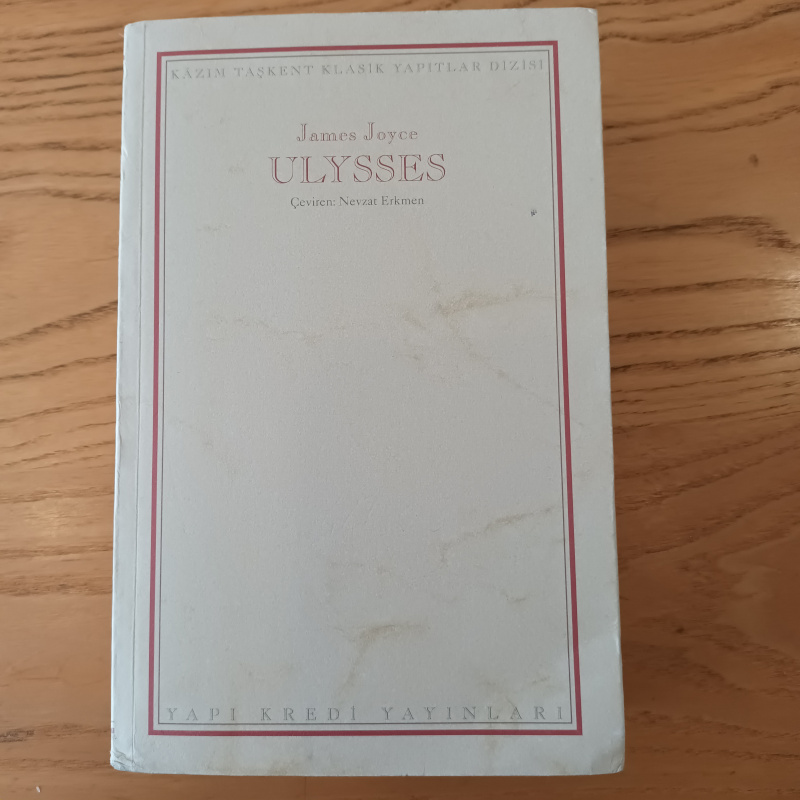 KÂZIM TAŞKENT KLASİK YAPITLAR DİZİSİ
James Joyce
ULYSSES
Çeviren: Nevzat Erkmen
YAPI KREDİ YAYINLARI